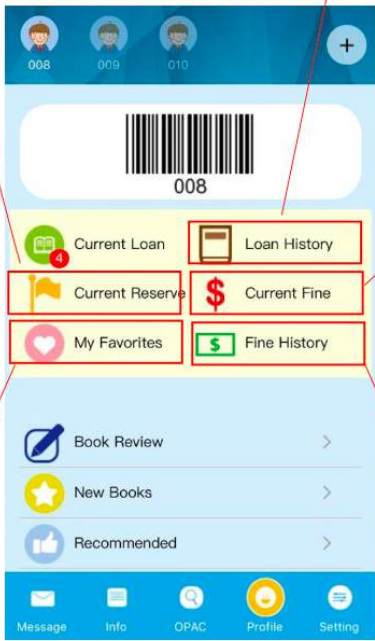 008 009 010 +
008
4
Current Loan Loan History
Current Reserve $ Current Fine
My Favorites $ Fine History
Book Review
New Books
Recommended
Message Info OPAC Profile Setting